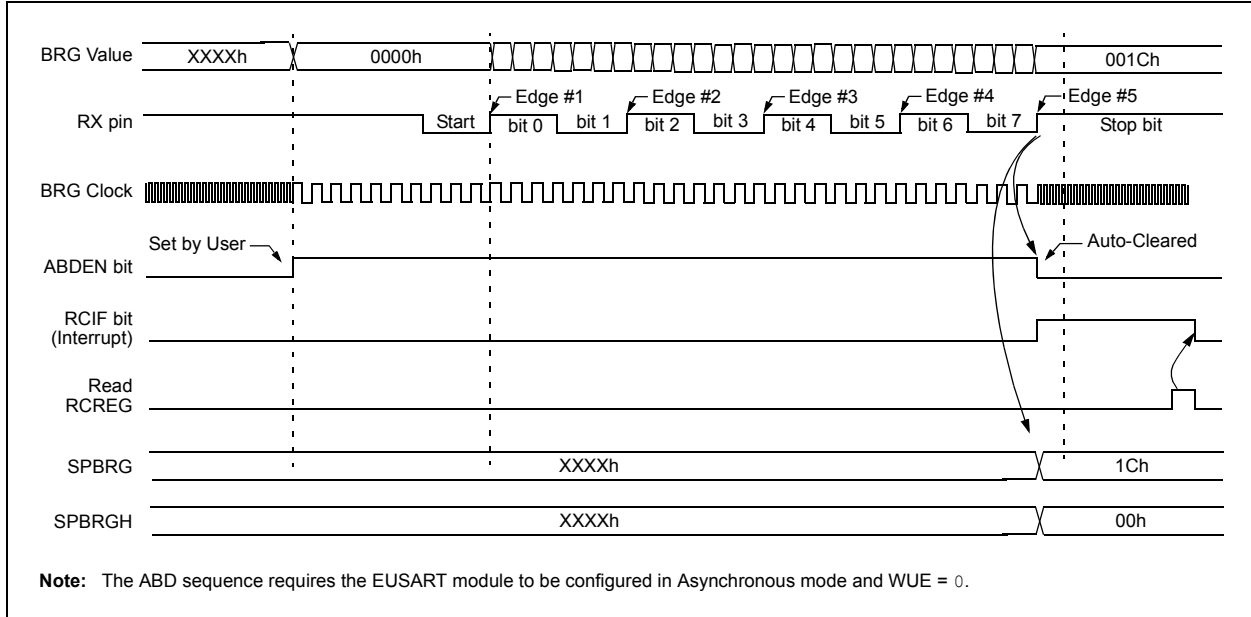 BRG Value XXXXh 0000h 001Ch
Edge #1 Edge #2 Edge #3 Edge #4 Edge #5
RX pin Start bit 0 bit 1 bit 2 bit 3 bit 4 bit 5 bit 6 bit 7 Stop bit
BRG Clock
Set by User Auto-Cleared
ABDEN bit
RCIF bit
(Interrupt)
Read
RCREG
SPBRG XXXXh 1Ch
SPBRGH XXXXh 00h
Note: The ABD sequence requires the EUSART module to be configured in Asynchronous mode and WUE = 0.